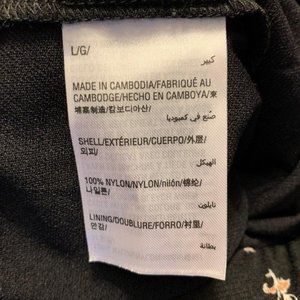 L/G/
كبير
MADE IN CAMBODIA/FABRIQUÉ AU
CAMBODGE/HECHO EN CAMBOYA/柬
埔寨制造/캄보디아산/
صنع في كمبوديا
SHELL/EXTÉRIEUR/CUERPO/外层/
외피/
الهيكل
100% NYLON/NYLON/nilón/锦纶/
나일론/
نايلون
LINING/DOUBLURE/FORRO/衬里/
안감/
بطانة